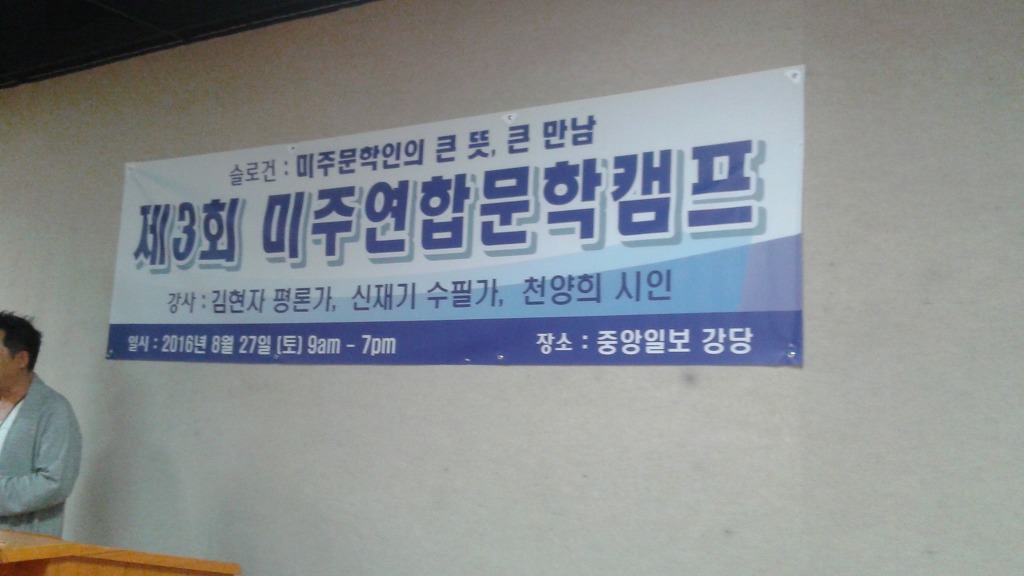 슬로건 : 미주문학인의 큰 뜻, 큰 만남
제3회 미주연합문학캠프
강사 : 김현자 평론가, 신재기 수필가, 천양희 시인
일시 : 2016년 8월 27일 (토) 9am - 7pm 장소 : 중앙일보 강당